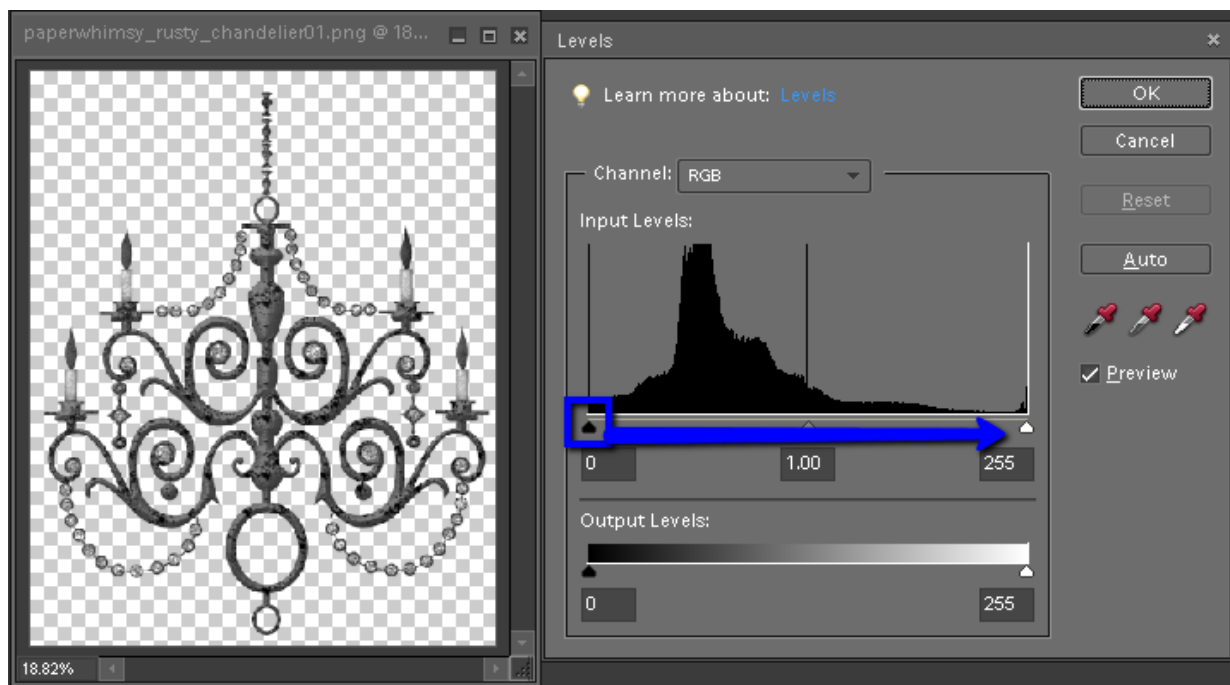 paperwhimsy_rusty_chandelier01.png @ 18...
18.82%
Levels
Learn more about: Levels
OK
Cancel
Reset
Auto
Preview
Channel: RGB
Input Levels:
0 1.00 255
Output Levels:
0 255